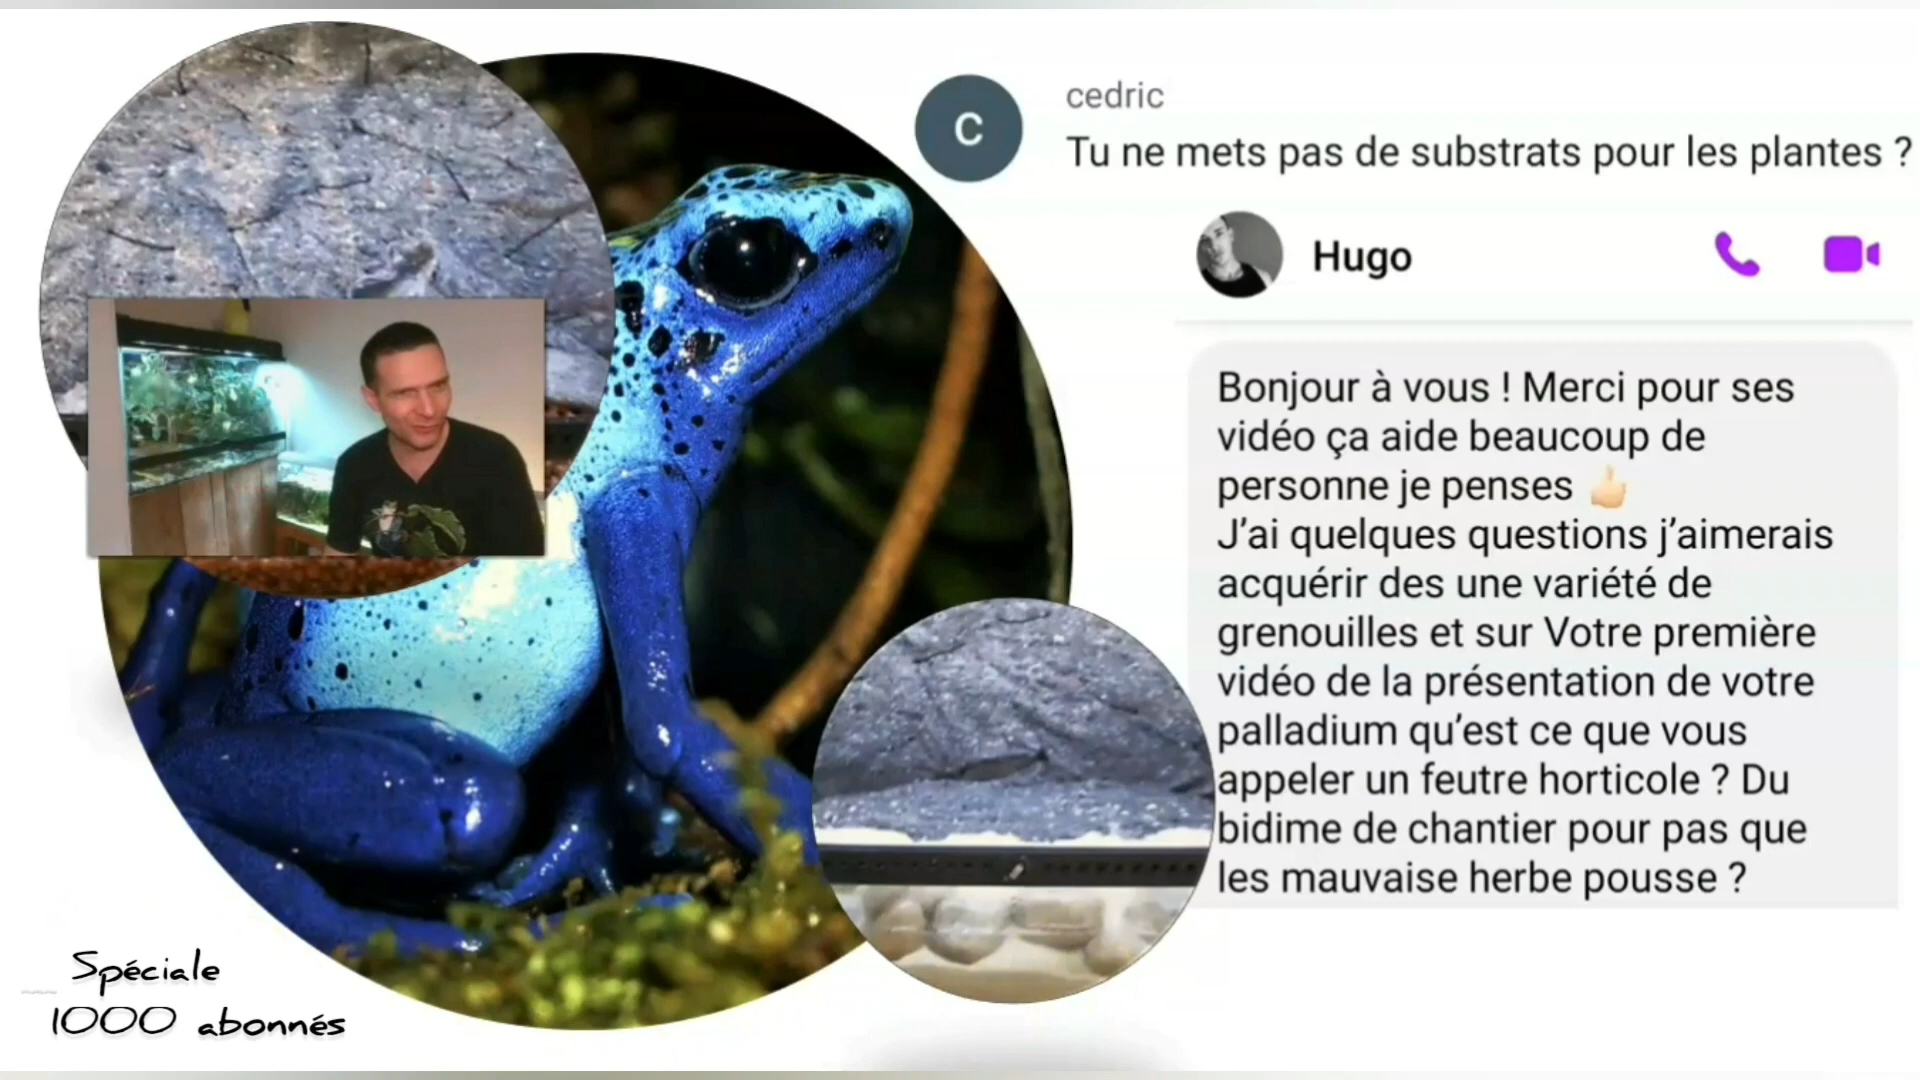 C
cedric
Tu ne mets pas de substrats pour les plantes ?
Hugo
Bonjour à vous ! Merci pour ses
vidéo ça aide beaucoup de
personne je penses 👍🏻
J’ai quelques questions j’aimerais
acquérir des une variété de
grenouilles et sur Votre première
vidéo de la présentation de votre
palladium qu’est ce que vous
appeler un feutre horticole ? Du
bidime de chantier pour pas que
les mauvaise herbe pousse ?
Spéciale
1000 abonnés